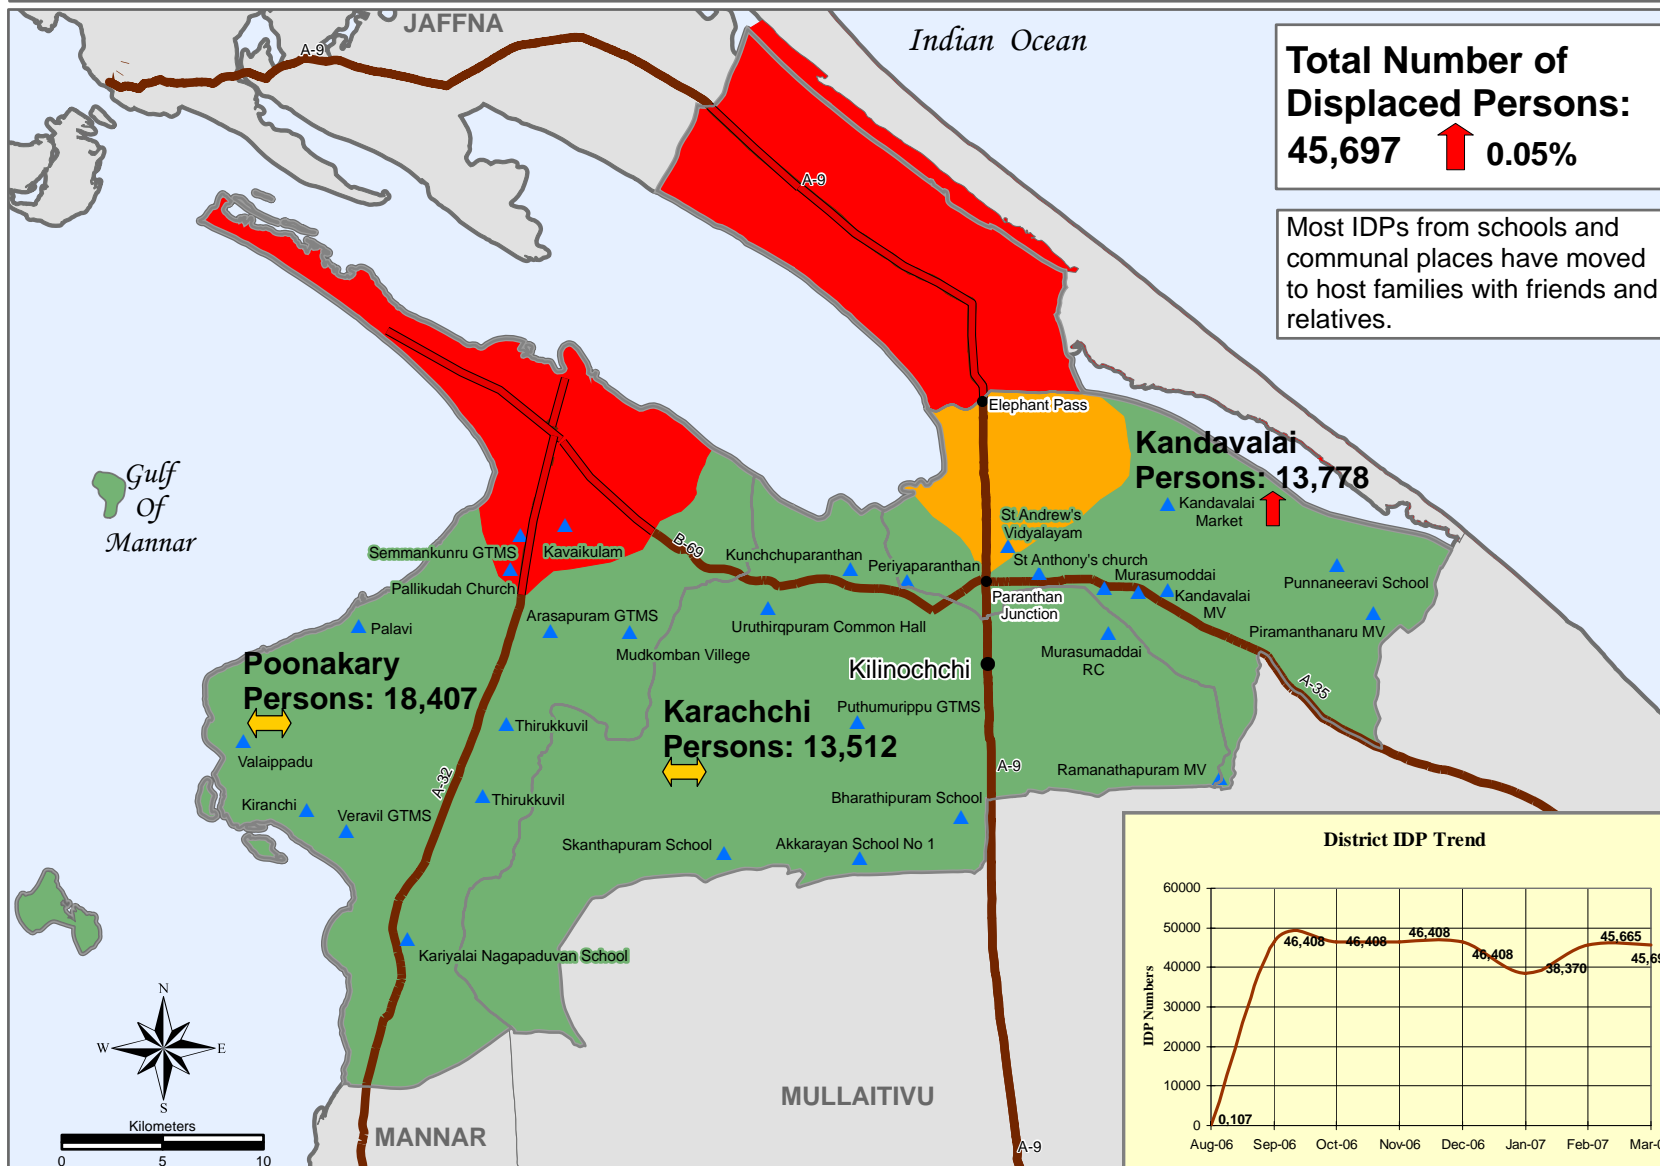 JAFFNA
A-9
Indian Ocean
Total Number of
Displaced Persons:
45,697 0.05%
Most IDPs from schools and
communal places have moved
to host families with friends and
relatives.
A-9
Elephant Pass
Kandavalai
Persons: 13,778
Kandavalai
Market
Gulf
Of
Mannar
St Andrew's
Vidyalayam
Semmankunru GTMS
Kavaikulam
B-69
Kunchchuparanthan
Periyaparanthan
St Anthony's church
Pallikudah Church
Murasumoddai
Kandavalai
MV
Punnaneeravi School
Paranthan
Junction
Arasapuram GTMS
Uruthirqpuram Common Hall
Piramanthanaru MV
Palavi
Mudkomban Villege
Murasumaddai
RC
Kilinochchi
Poonakary
Persons: 18,407
A-35
Karachchi
Persons: 13,512
Puthumurippu GTMS
Thirukkuvil
Valaippadu
A-32
A-9
Ramanathapuram MV
Kiranchi
Veravil GTMS
Thirukkuvil
Bharathipuram School
Skanthapuram School
Akkarayan School No 1
Kariyalai Nagapaduvan School
N
W
E
S
Kilometers
0 5 10
MANNAR
MULLAITIVU
A-9
District IDP Trend
IDP Numbers
60000
50000
40000
30000
20000
10000
0
0,107
46,408
46,408
46,408
46,408
38,370
45,665
45,69
Aug-06 Sep-06 Oct-06 Nov-06 Dec-06 Jan-07 Feb-07 Mar-0